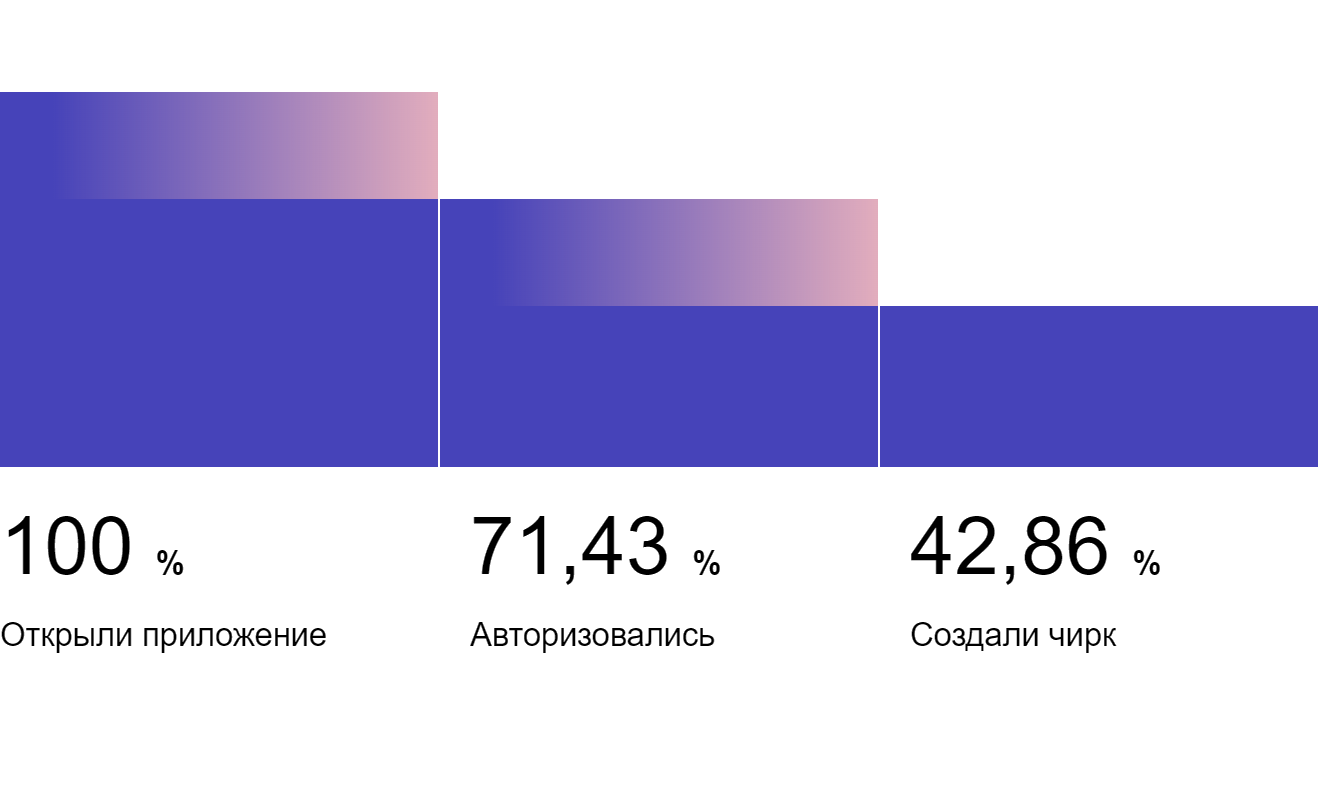 100 % 71,43 % 42,86 %
Открыли приложение Авторизовались Создали чирк